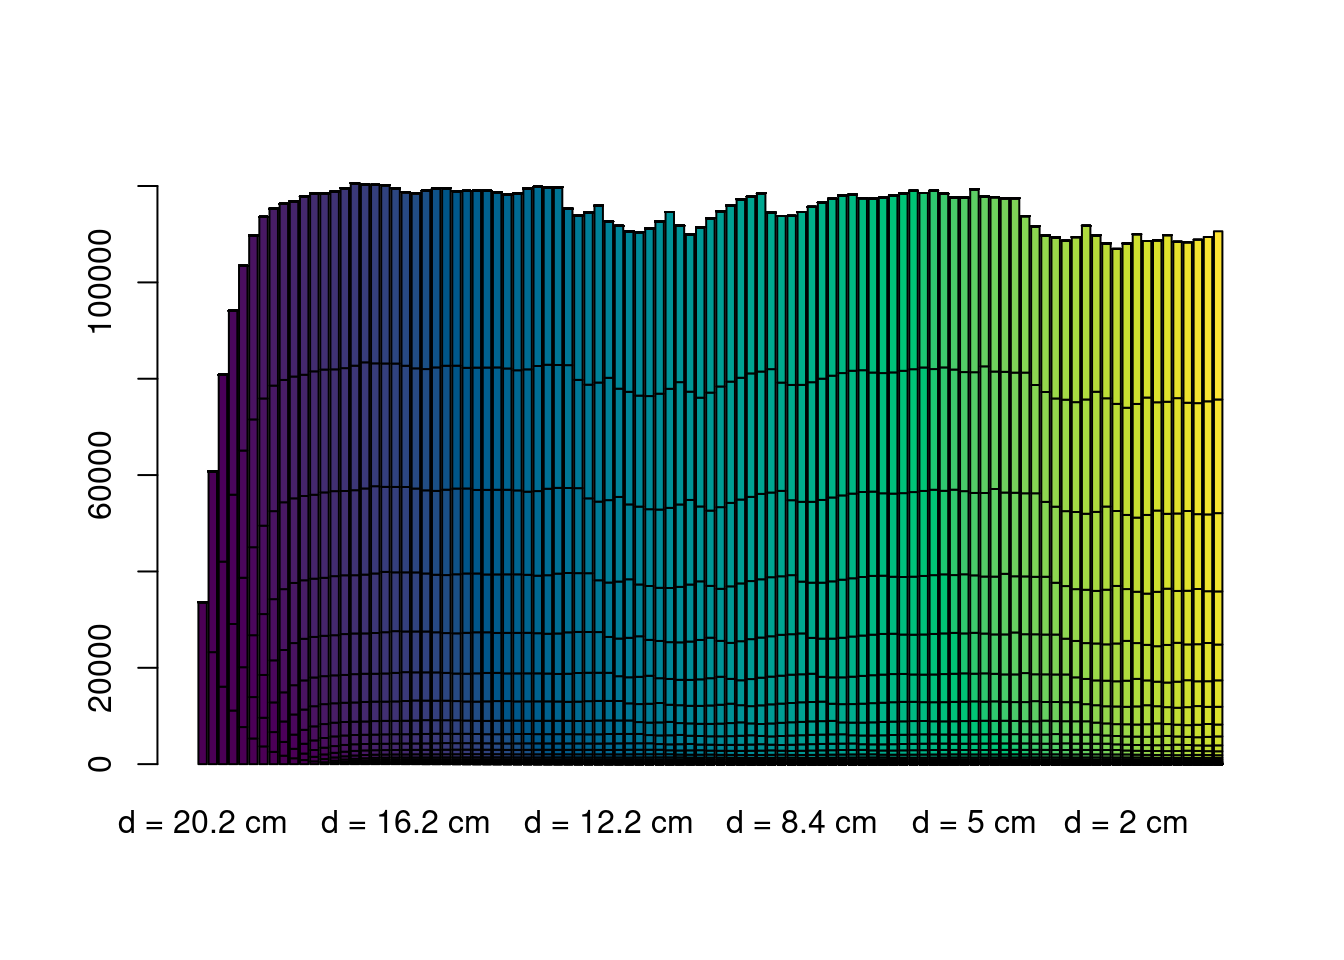 100000
60000
20000
0
d = 20.2 cm d = 16.2 cm d = 12.2 cm d = 8.4 cm d = 5 cm d = 2 cm